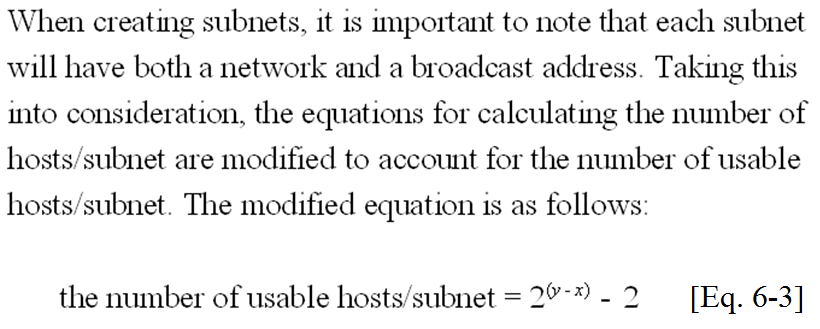 When creating subnets, it is important to note that each subnet
will have both a network and a broadcast address. Taking this
into consideration, the equations for calculating the number of
hosts/subnet are modified to account for the number of usable
hosts/subnet. The modified equation is as follows:
the number of usable hosts/subnet = 2^(y - x) - 2 [Eq. 6-3]